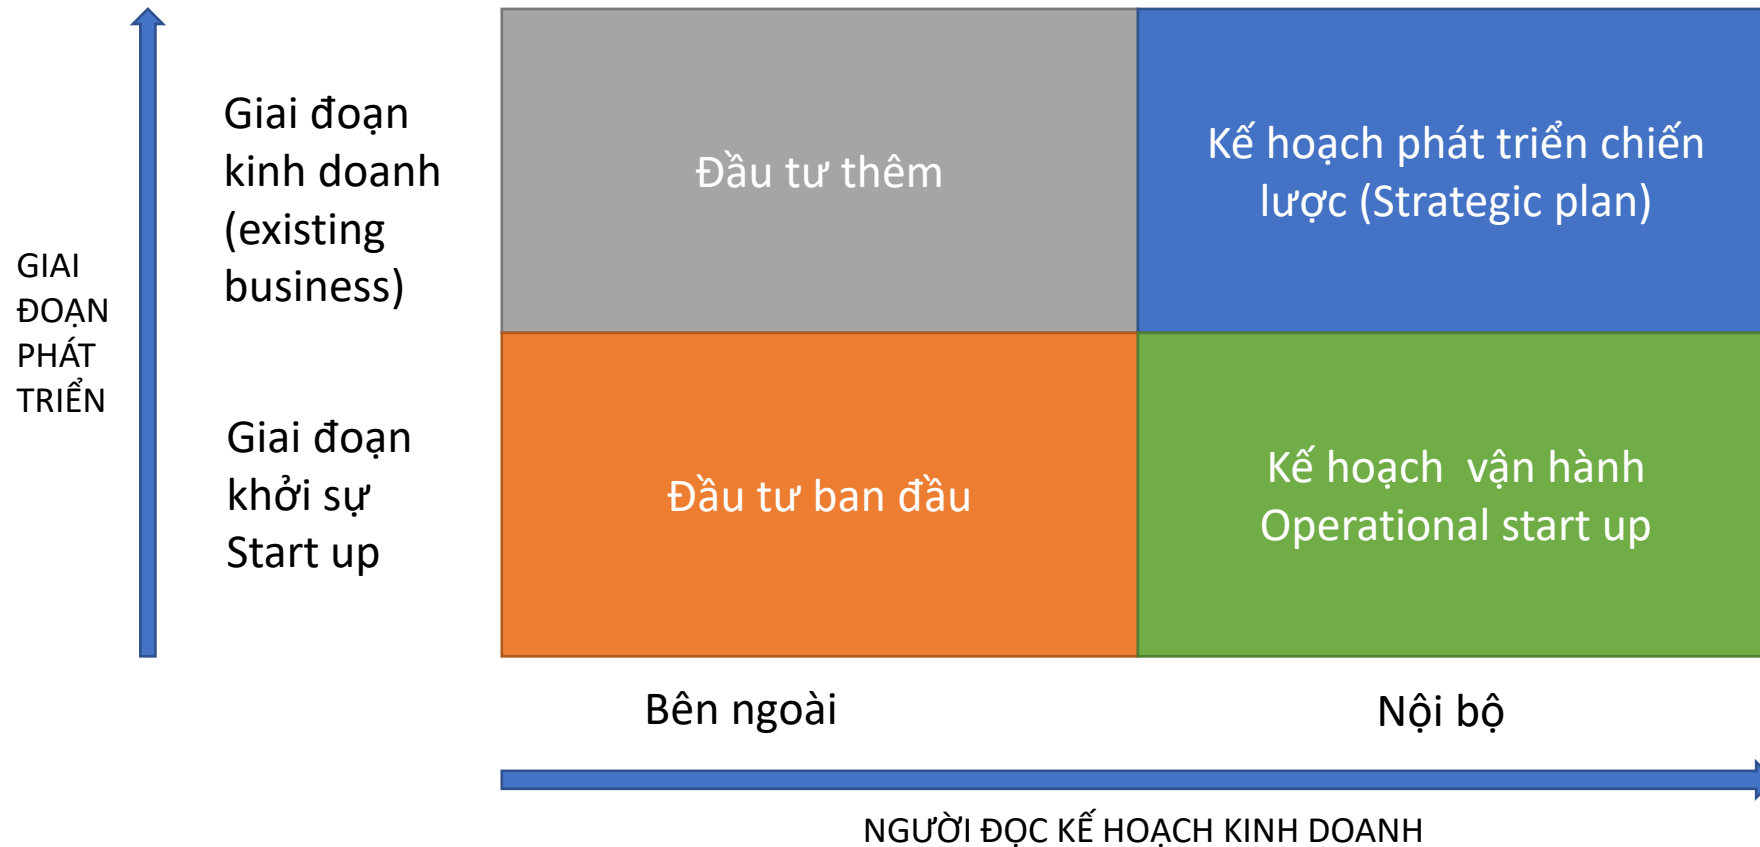 GIAI
ĐOẠN
PHÁT
TRIỂN
Giai đoạn
kinh doanh
(existing
business)
Đầu tư thêm
Kế hoạch phát triển chiến
lược (Strategic plan)
Giai đoạn
khởi sự
Start up
Đầu tư ban đầu
Kế hoạch  vận hành
Operational start up
Bên ngoài
Nội bộ
NGƯỜI ĐỌC KẾ HOẠCH KINH DOANH